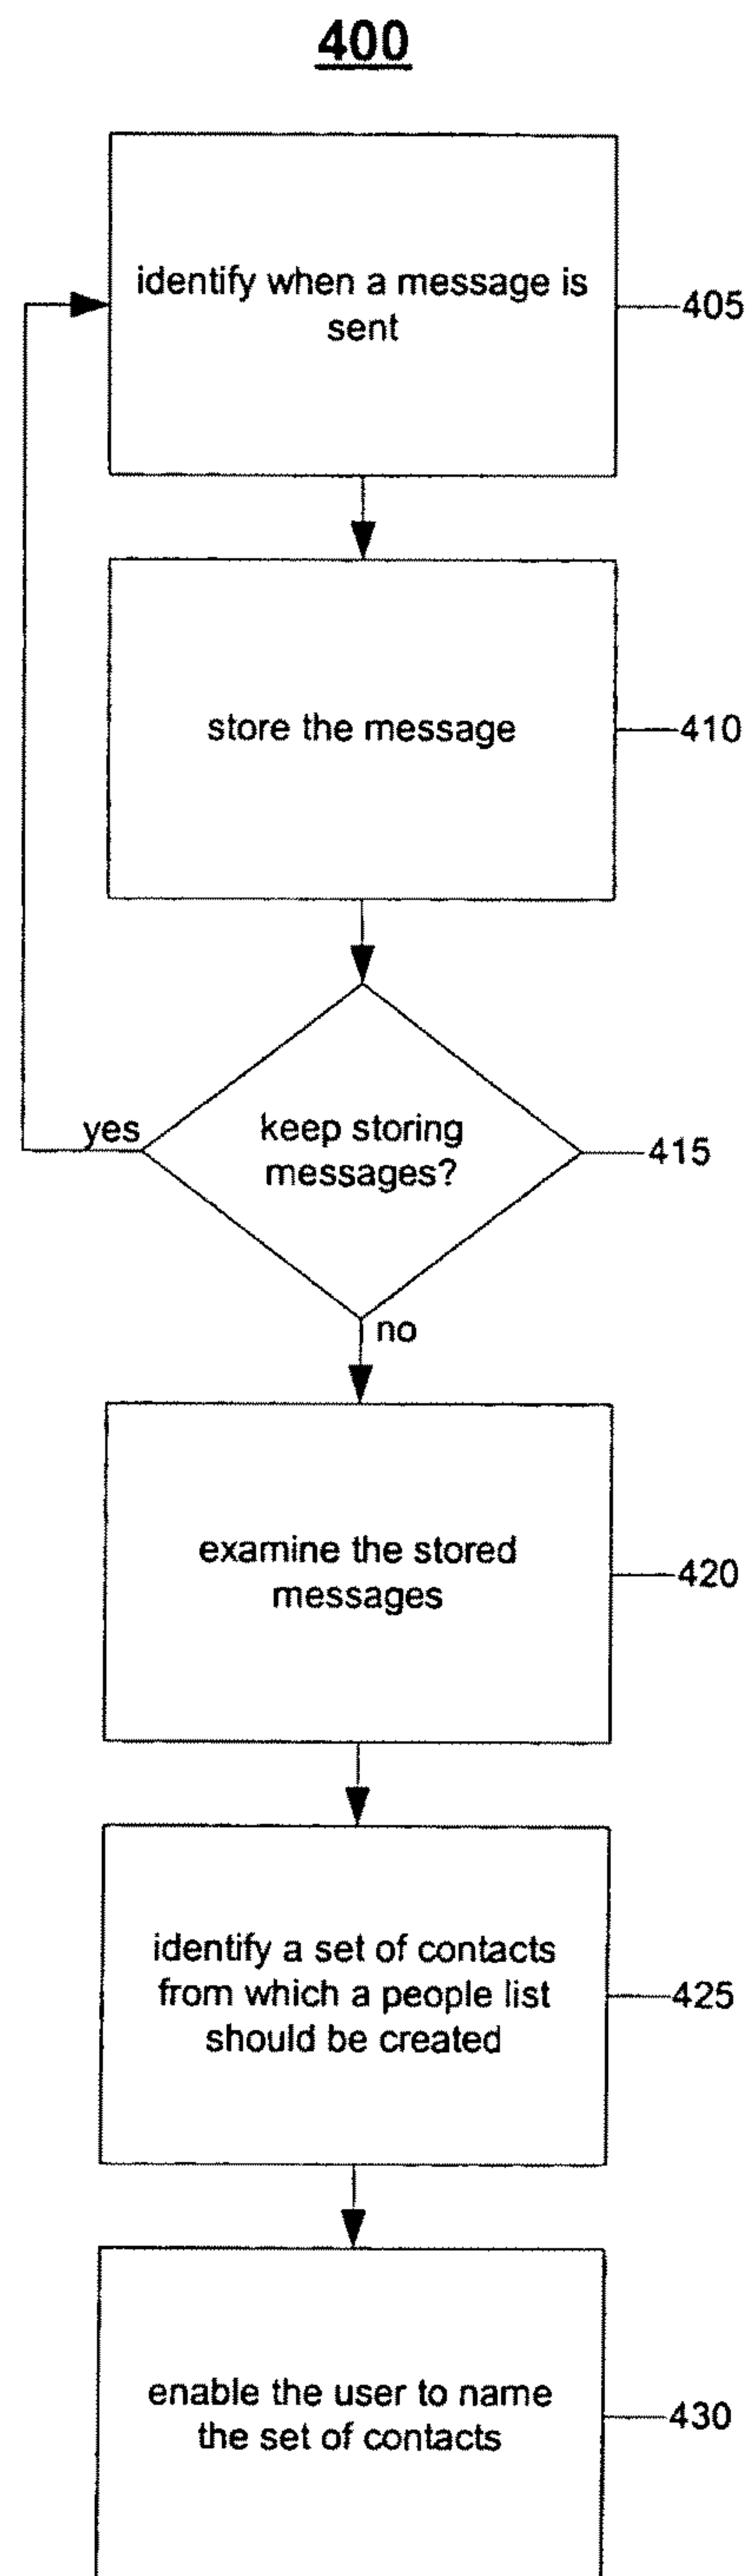 400
identify when a message is
sent
405
store the message
410
yes
keep storing
messages?
415
no
examine the stored
messages
420
identify a set of contacts
from which a people list
should be created
425
enable the user to name
the set of contacts
430